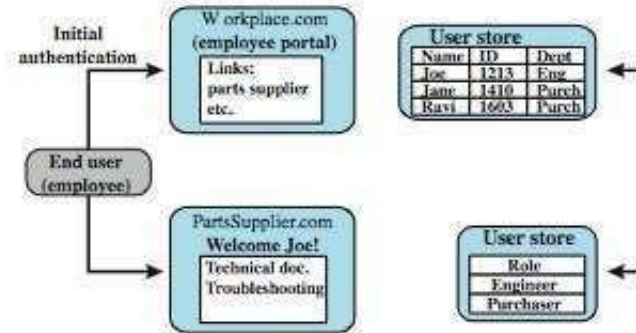 Initial
authentication
W orkplace.com
(employee portal)
Links:
parts supplier
etc.
User store
Name ID Dept
Joe 1213 Eng
Jane 1410 Purch
Ravi 1603 Purch
End user
(employee)
PartsSupplier.com
Welcome Joe!
Technical doc.
Troubleshooting
User store
Role
Engineer
Purchaser